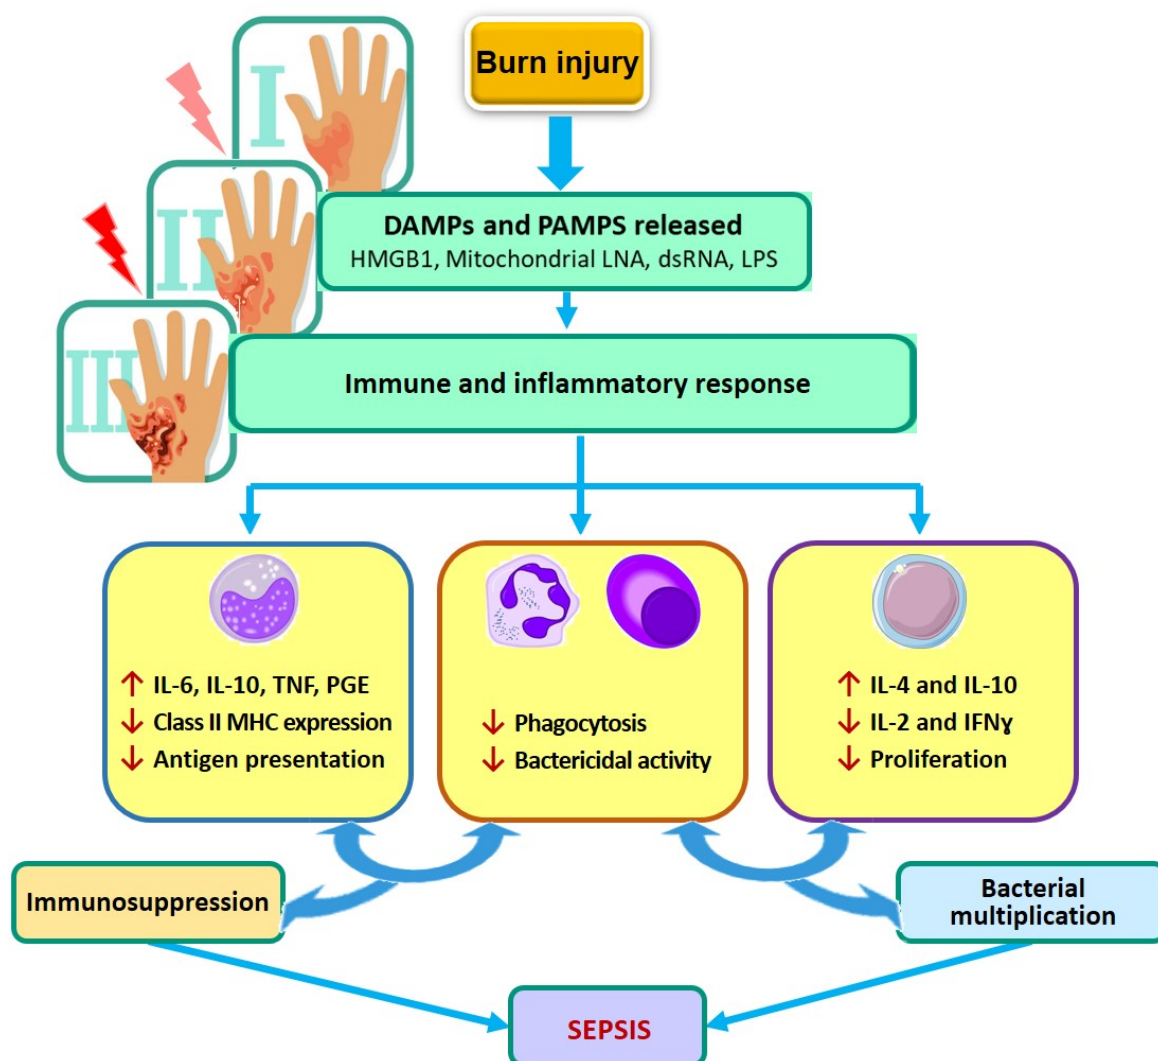 Burn injury
I
DAMPs and PAMPS released
HMGB1, Mitochondrial LNA, dsRNA, LPS
II
Immune and inflammatory response
III
↑ IL-6, IL-10, TNF, PGE
↓ Class II MHC expression
↓ Antigen presentation
↓ Phagocytosis
↓ Bactericidal activity
↑ IL-4 and IL-10
↓ IL-2 and IFNɣ
↓ Proliferation
Immunosuppression
Bacterial
multiplication
SEPSIS